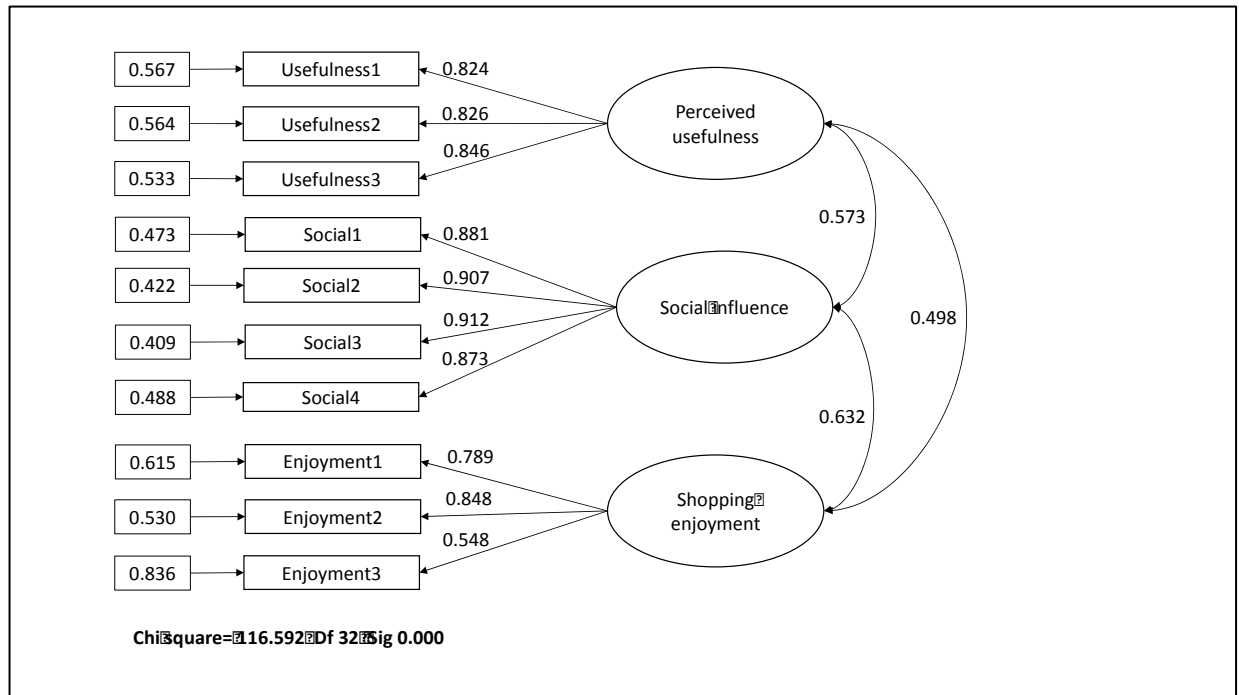 0.567
Usefulness1
0.824
0.564
Usefulness2
0.826
0.533
Usefulness3
0.846
Perceived
usefulness
0.473
Social1
0.881
0.422
Social2
0.907
0.409
Social3
0.912
0.488
Social4
0.873
Social⍰influence
0.573
0.498
0.632
0.615
Enjoyment1
0.789
0.530
Enjoyment2
0.848
0.836
Enjoyment3
0.548
Shopping⍰
enjoyment
Chi⍰square=⍰116.592⍰Df 32⍰Sig 0.000